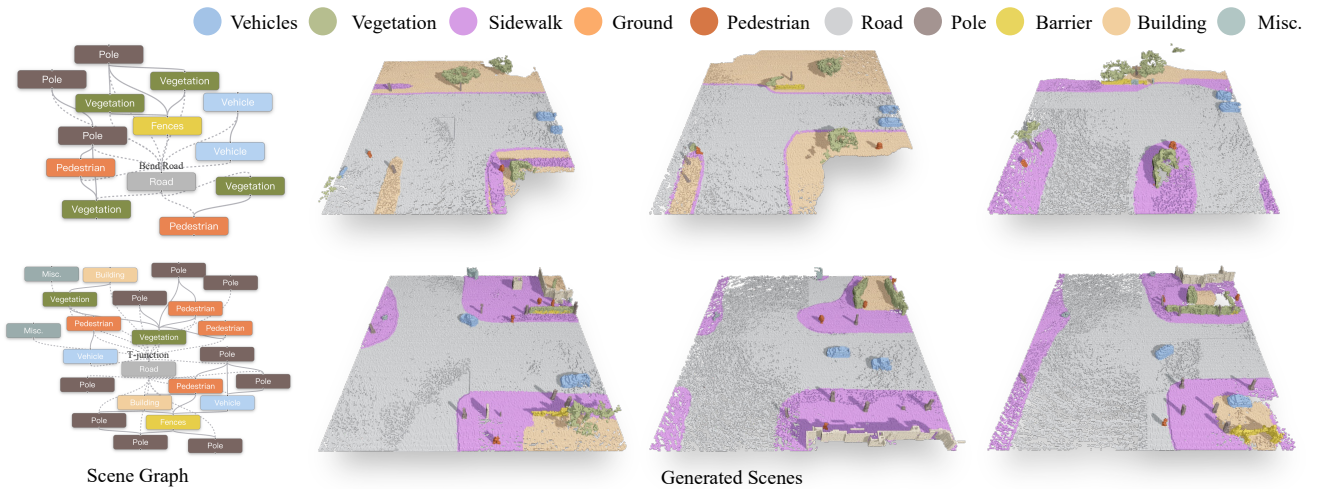 Vehicles Vegetation Sidewalk Ground Pedestrian Road Pole Barrier Building Misc.
Pole
Pole
Vegetation
Vegetation
Vehicle
Fences
Pole
Vehicle
Pedestrian
Bend Road
Road
Vegetation
Vegetation
Pedestrian
Misc.
Building
Pole
Pole
Vegetation
Pole
Pedestrian
Pedestrian
Pedestrian
Misc.
Vegetation
Vehicle
T-junction
Pole
Road
Pole
Pedestrian
Pole
Building
Vehicle
Pole
Fences
Pole
Pole
Scene Graph
Generated Scenes